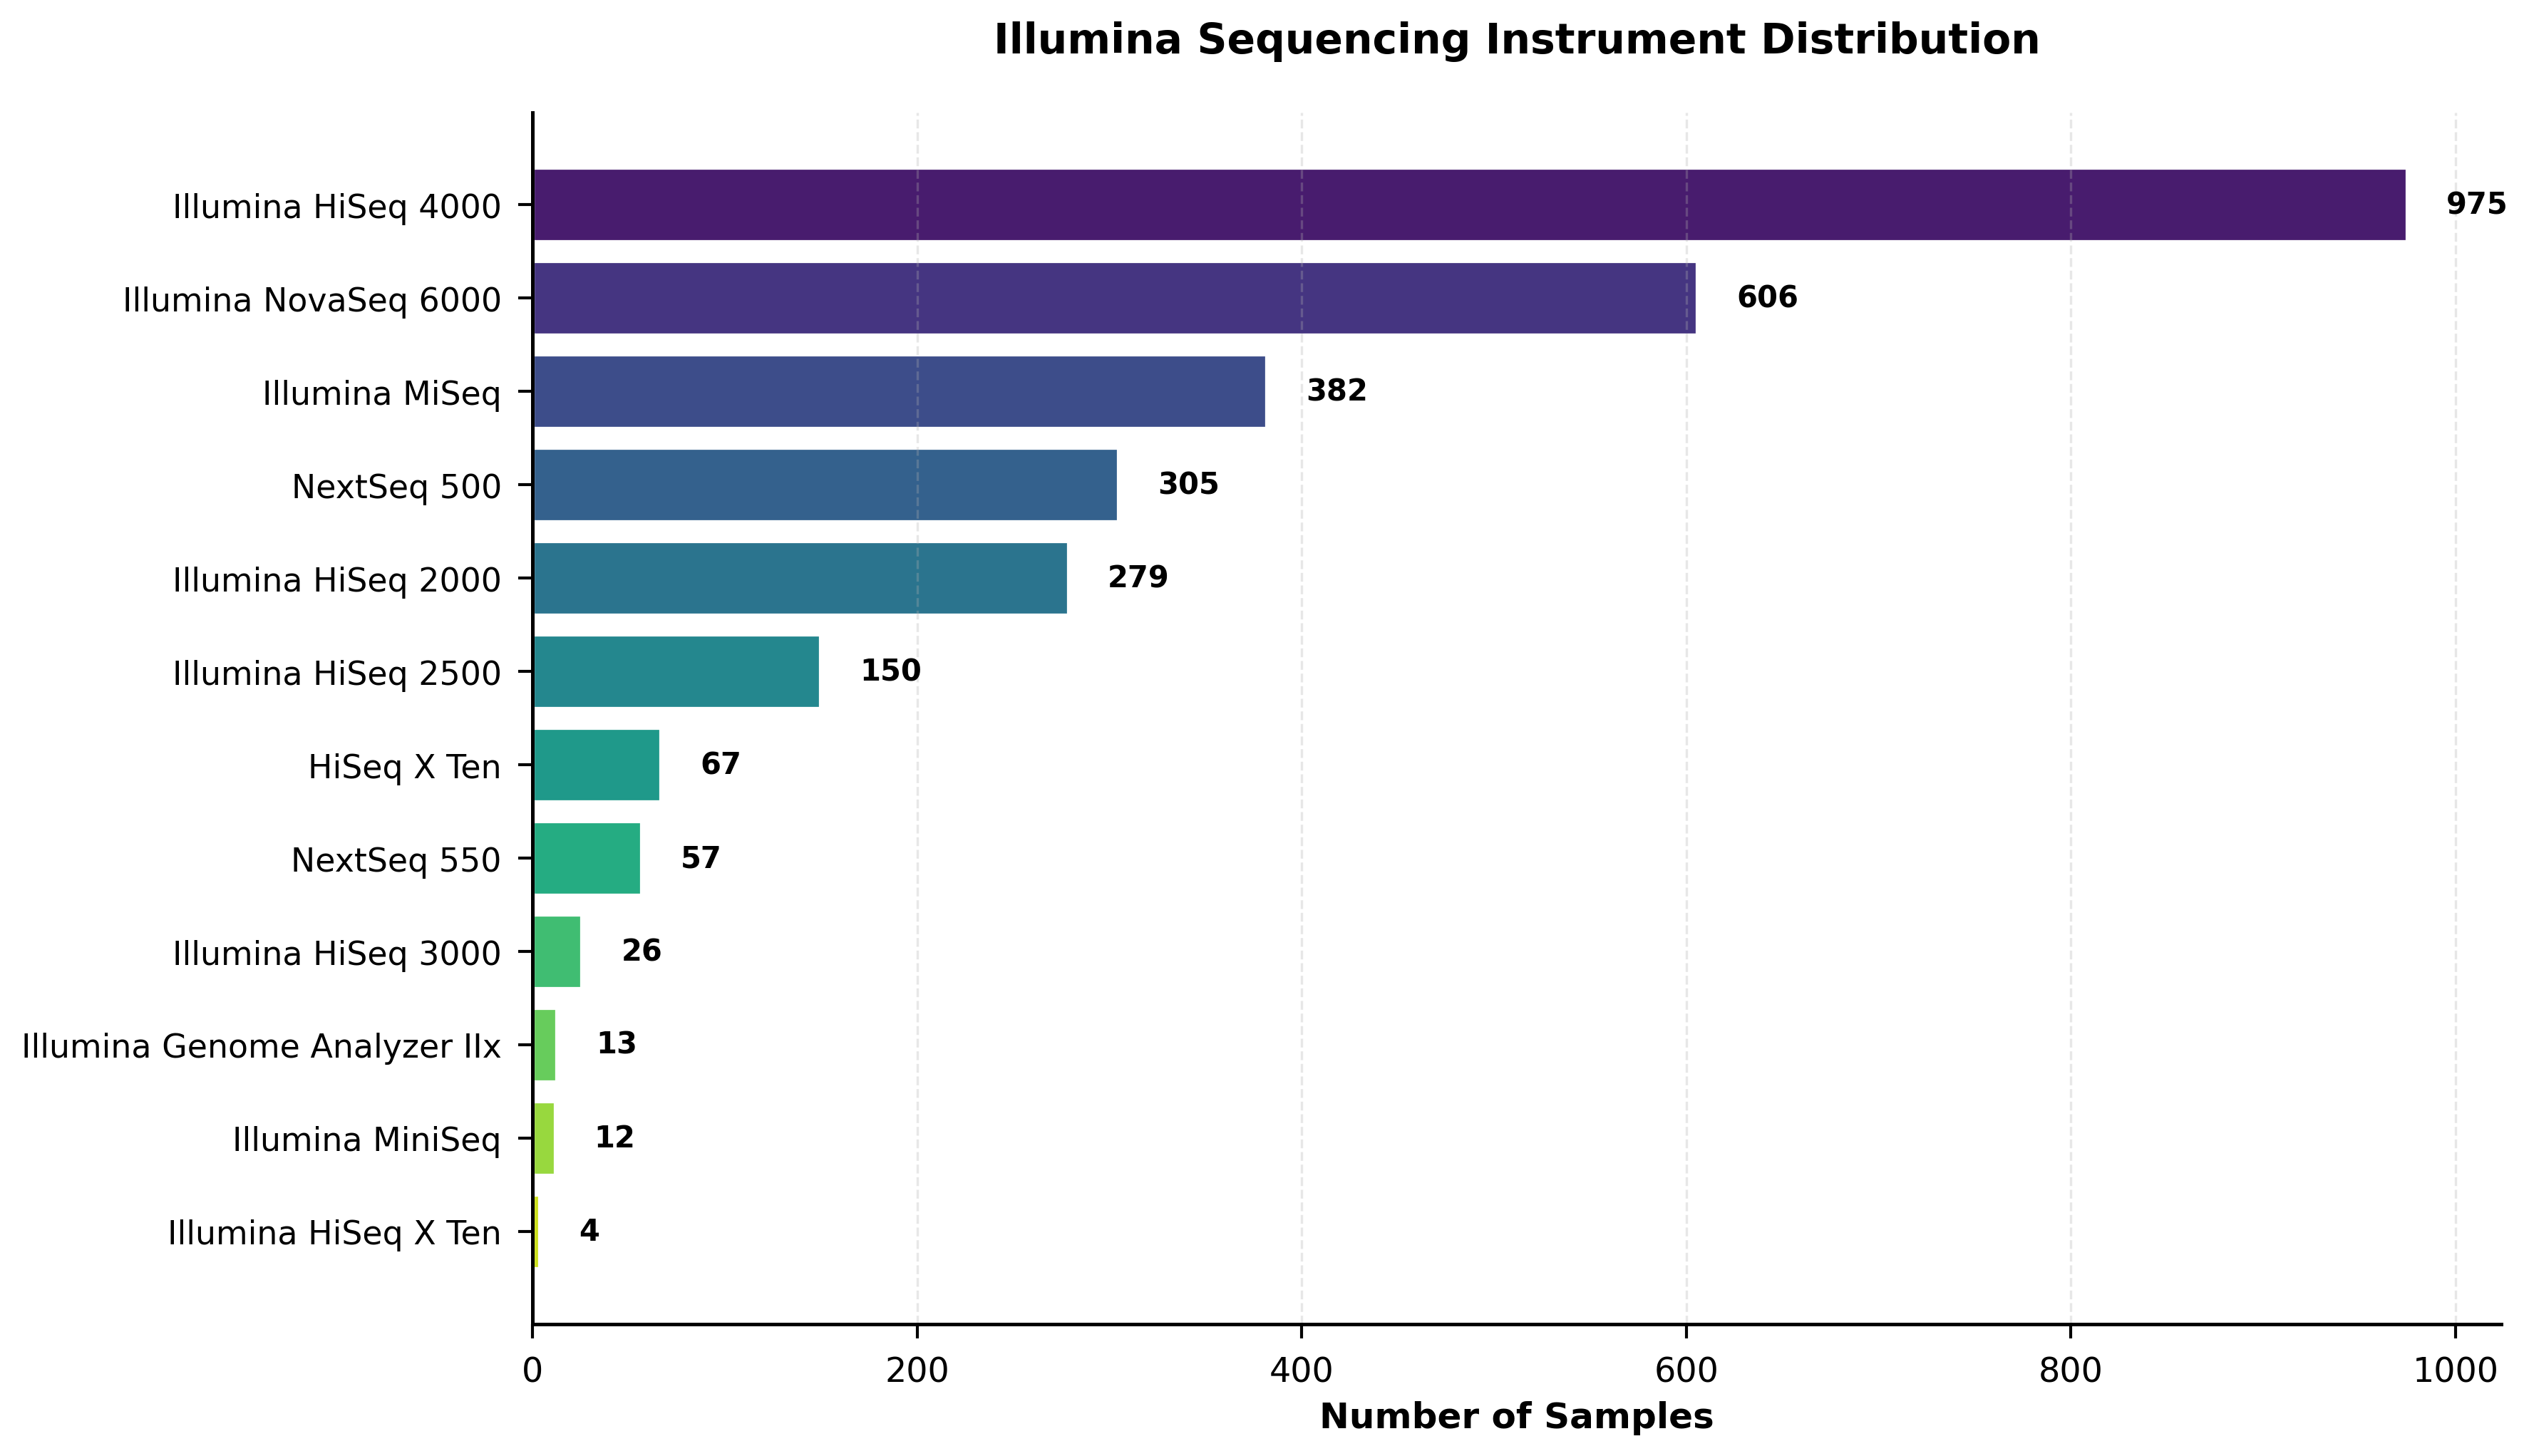 Illumina Sequencing Instrument Distribution
Illumina HiSeq 4000 975
Illumina NovaSeq 6000 606
Illumina MiSeq 382
NextSeq 500 305
Illumina HiSeq 2000 279
Illumina HiSeq 2500 150
HiSeq X Ten 67
NextSeq 550 57
Illumina HiSeq 3000 26
Illumina Genome Analyzer IIx 13
Illumina MiniSeq 12
Illumina HiSeq X Ten 4
0 200 400 600 800 1000
Number of Samples